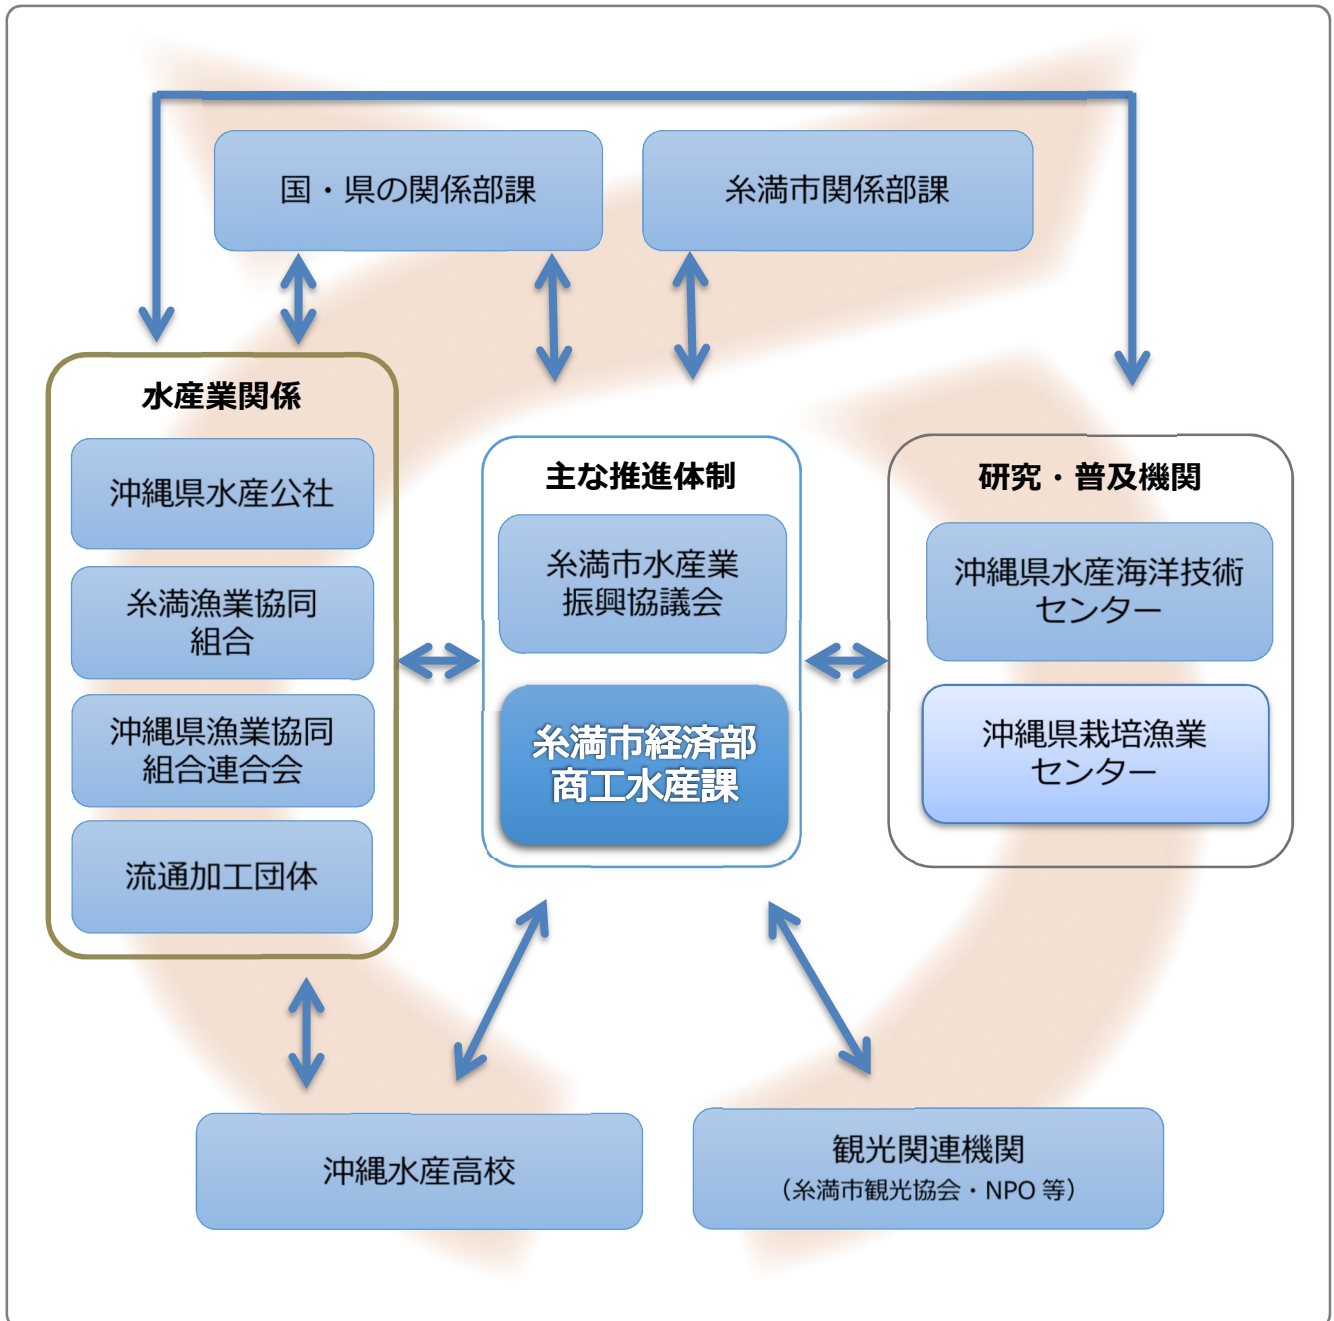 国・県の関係部課
糸満市関係部課
水産業関係
沖縄県水産公社
糸満漁業協同
組合
沖縄県漁業協同
組合連合会
流通加工団体
主な推進体制
糸満市水産業
振興協議会
糸満市経済部
商工水産課
研究・普及機関
沖縄県水産海洋技術
センター
沖縄県栽培漁業
センター
沖縄水産高校
観光関連機関
（糸満市観光協会・NPO 等）